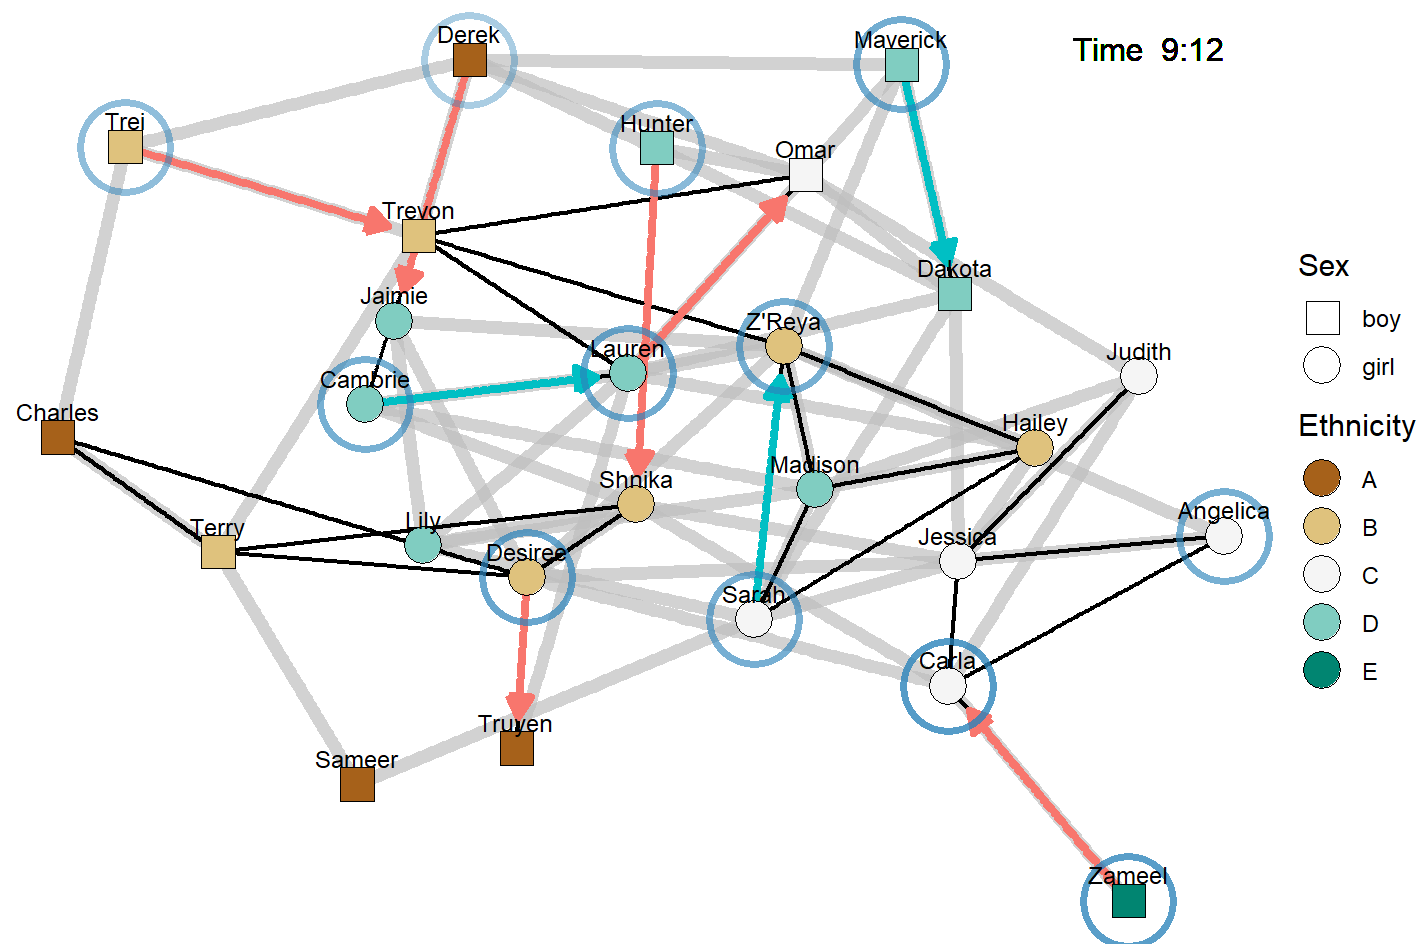 Derek
Maverick
Time 9:12
Trei
Hunter
Omar
Trevon
Dakota
Sex
Jaimie
boy
Z'Reya
Lauren
Judith
girl
Cambrie
Charles
Hailey
Ethnicity
Madison
Shnika
A
Angelica
Terry
Lily
B
Jessica
Desiree
C
Sarah
D
Carla
E
Truyen
Sameer
Zameel